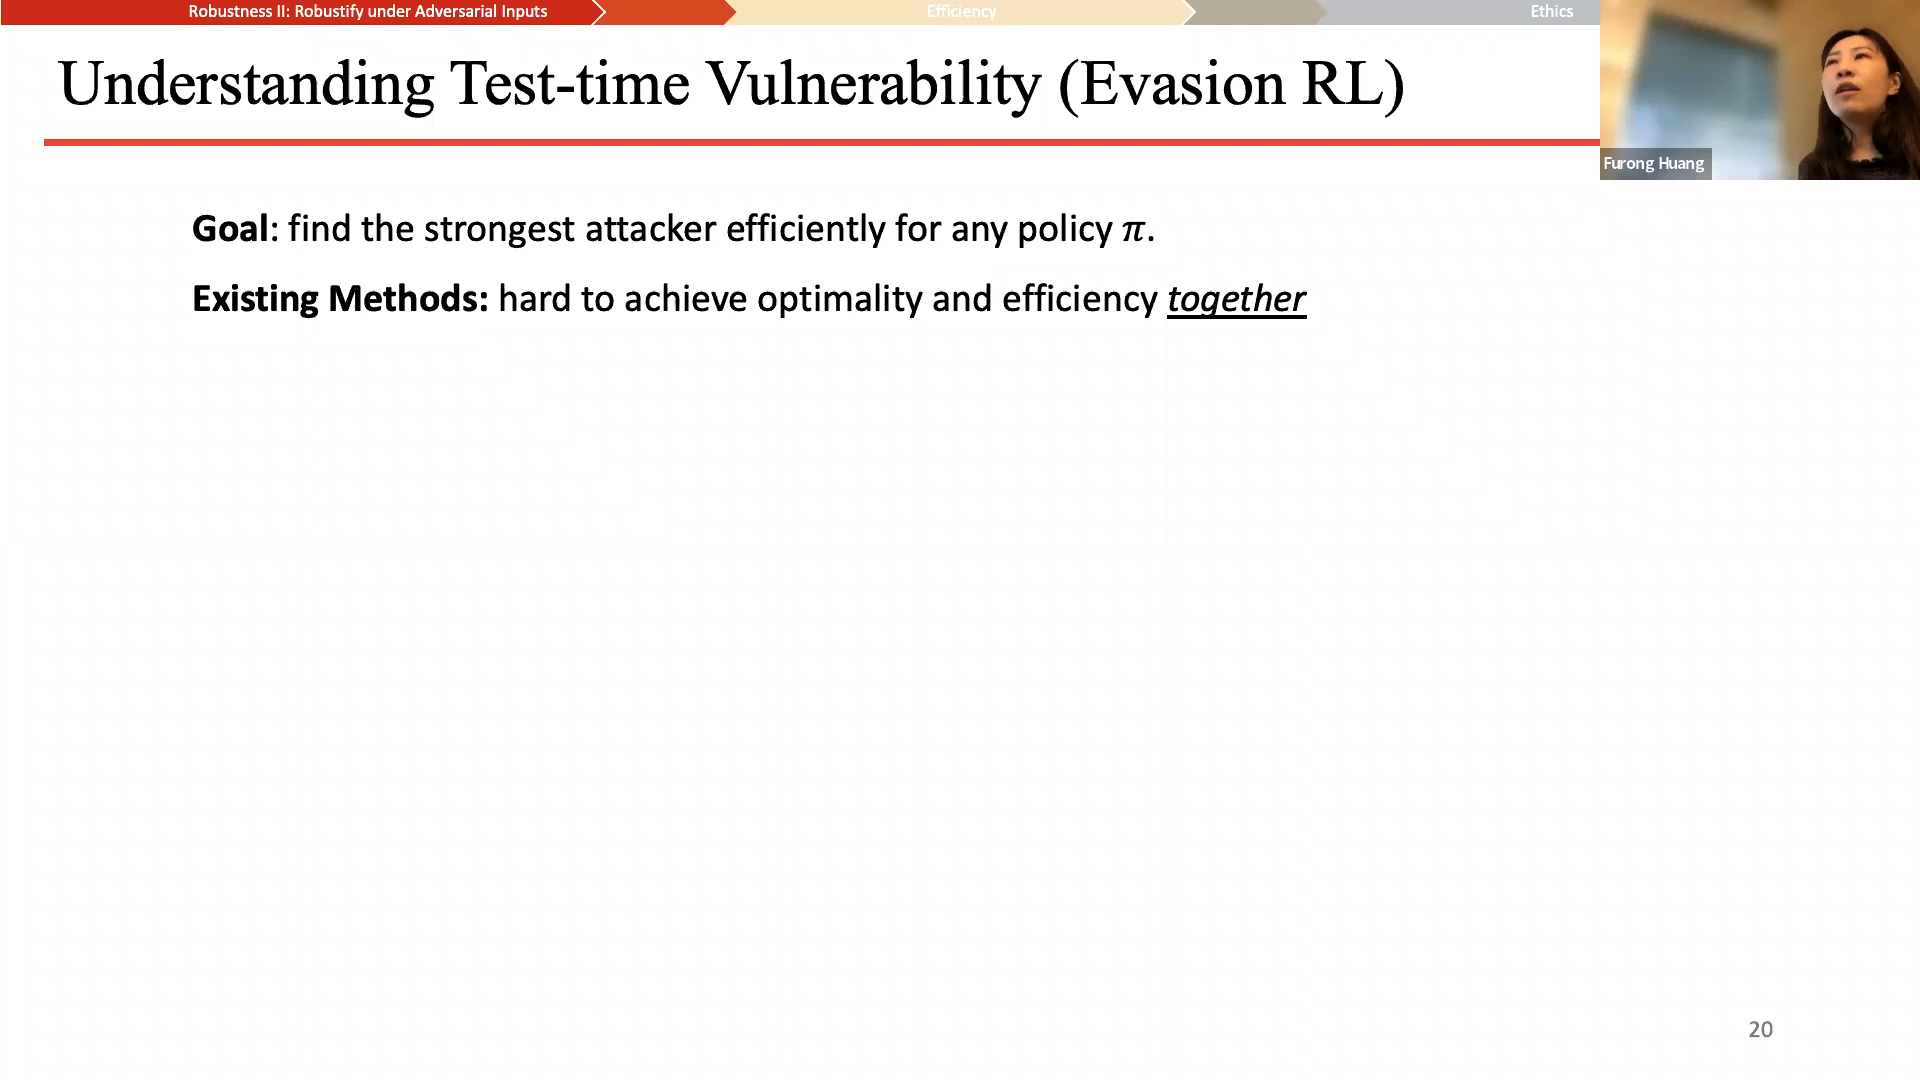 Robustness II: Robustify under Adversarial Inputs
Efficiency
Ethics
Understanding Test-time Vulnerability (Evasion RL)
Furong Huang
Goal: find the strongest attacker efficiently for any policy π.
Existing Methods: hard to achieve optimality and efficiency together
20